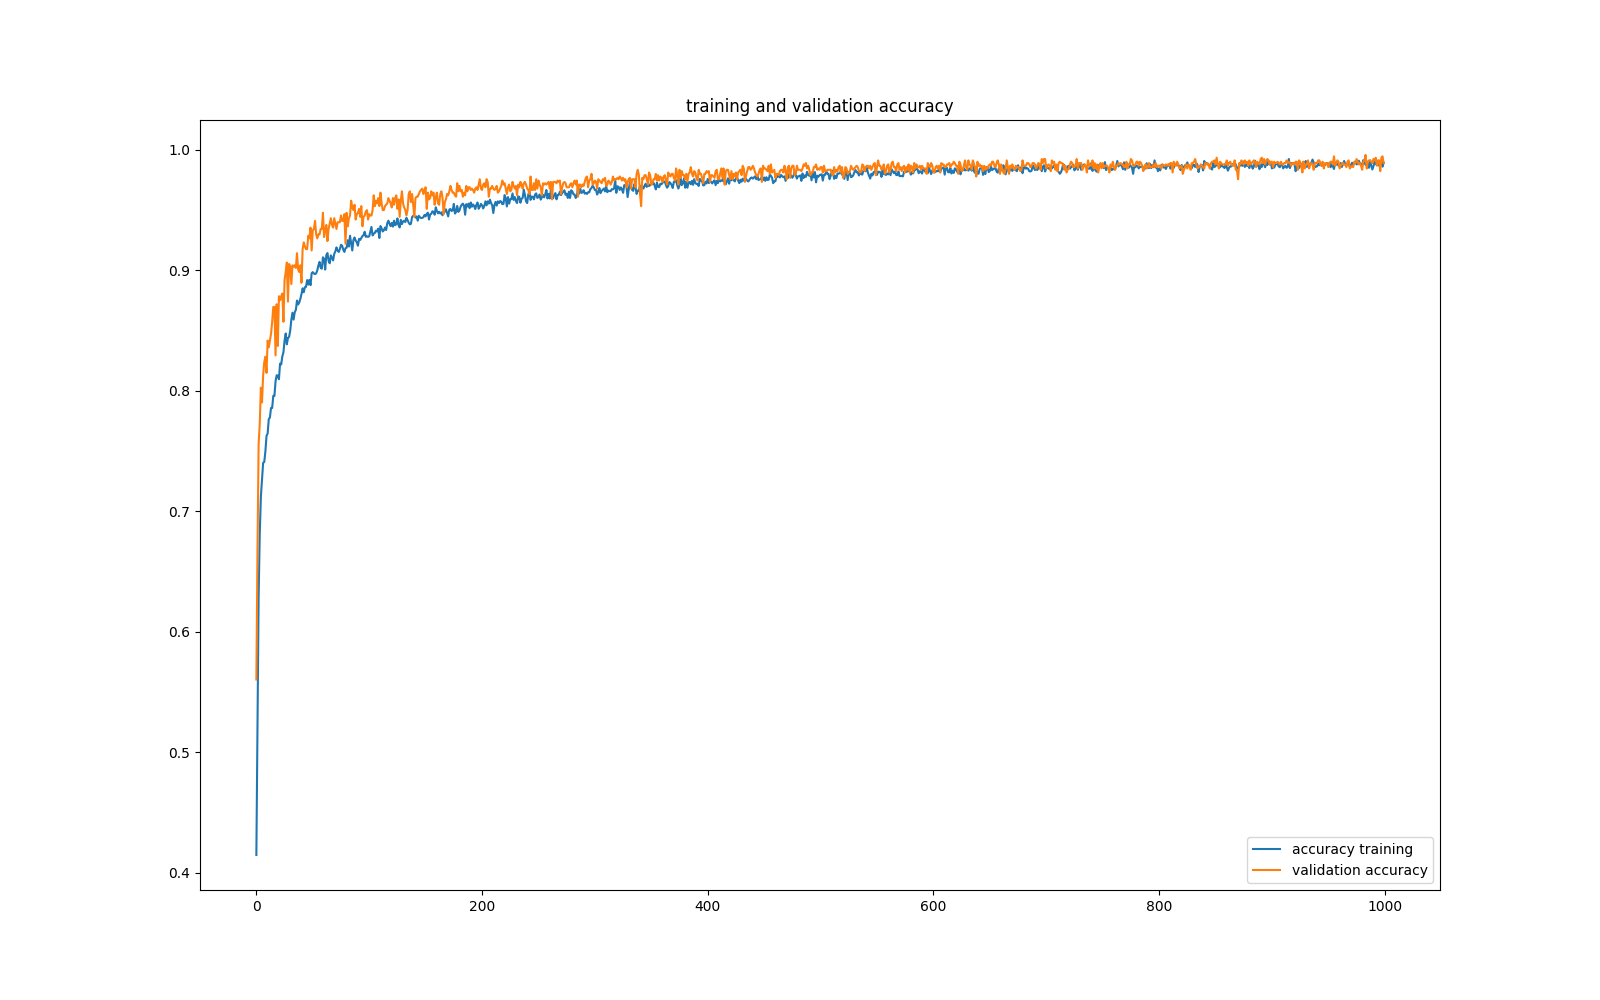 training and validation accuracy
1.0
0.9
0.8
0.7
0.6
0.5
0.4
0 200 400 600 800 1000
accuracy training
validation accuracy